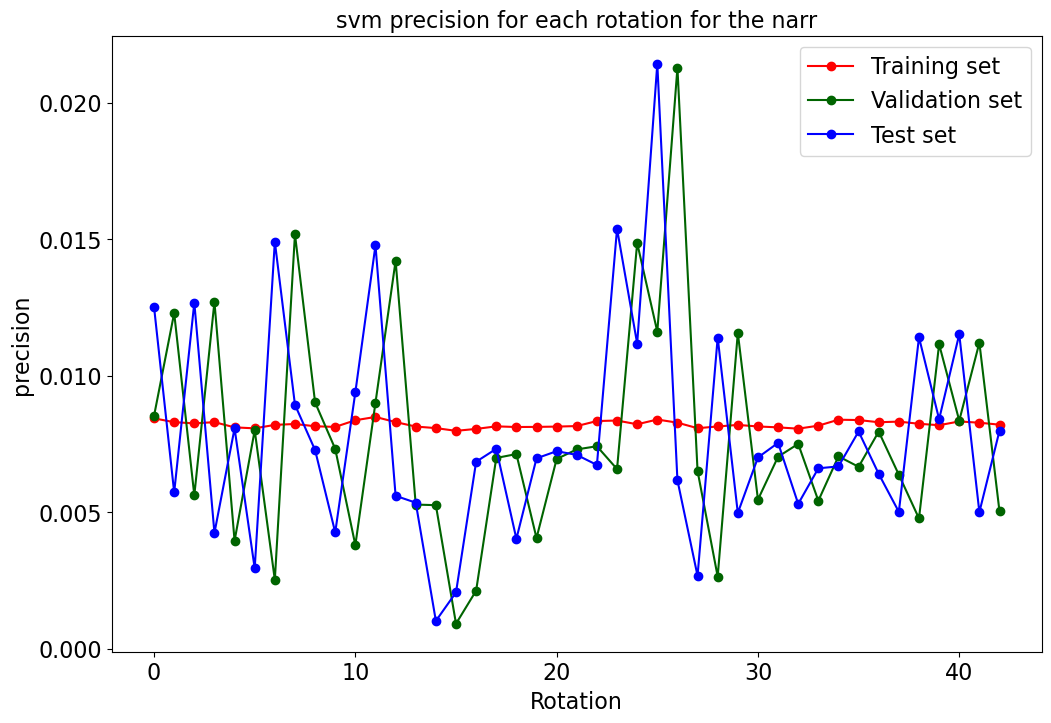 svm precision for each rotation for the narr
Training set
Validation set
Test set
precision
0.020
0.015
0.010
0.005
0.000
0
10
20
30
40
Rotation